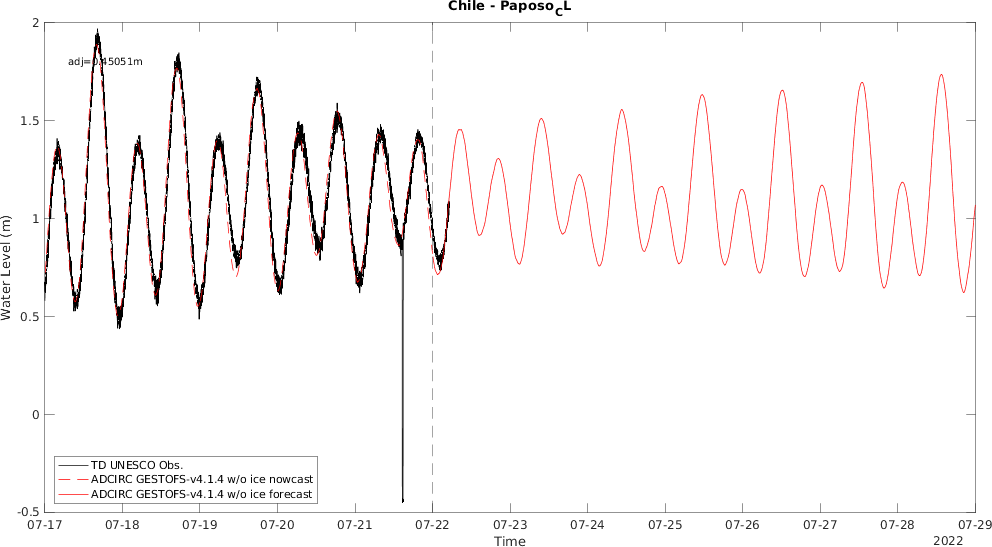 Chile - Paposo_CL
2
adj=0.45051m
1.5
1
0.5
0
-0.5
Water Level (m)
TD UNESCO Obs.
ADCIRC GESTOFS-v4.1.4 w/o ice nowcast
ADCIRC GESTOFS-v4.1.4 w/o ice forecast
07-17 07-18 07-19 07-20 07-21 07-22 07-23 07-24 07-25 07-26 07-27 07-28 07-29
Time
2022